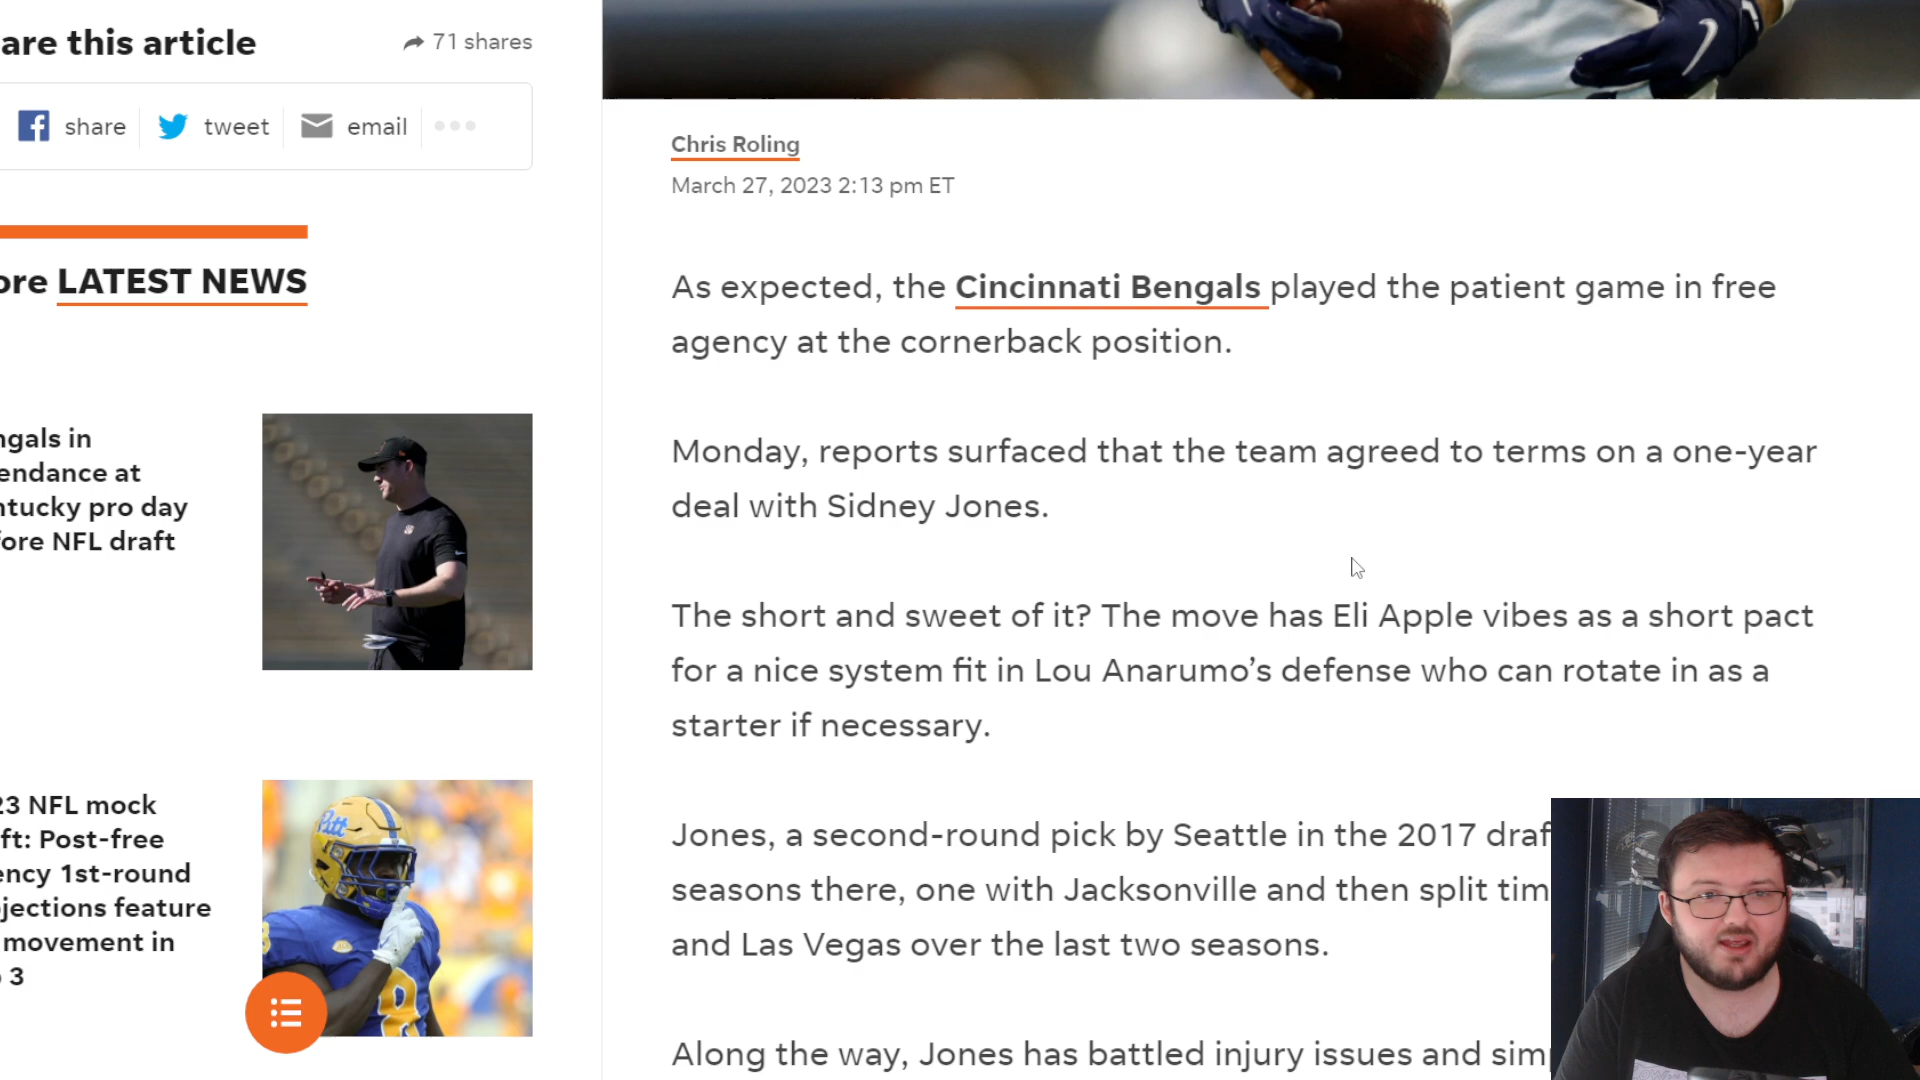 are this article
71 shares
share
tweet
email
ore LATEST NEWS
ngals in
endance at
ntucky pro day
fore NFL draft
23 NFL mock
ft: Post-free
ency 1st-round
jections feature
movement in
3
Chris Roling
March 27, 2023 2:13 pm ET
As expected, the Cincinnati Bengals played the patient game in free
agency at the cornerback position.
Monday, reports surfaced that the team agreed to terms on a one-year
deal with Sidney Jones.
The short and sweet of it? The move has Eli Apple vibes as a short pact
for a nice system fit in Lou Anarumo’s defense who can rotate in as a
starter if necessary.
Jones, a second-round pick by Seattle in the 2017 draf
seasons there, one with Jacksonville and then split tim
and Las Vegas over the last two seasons.
Along the way, Jones has battled injury issues and sim
Pitt
8